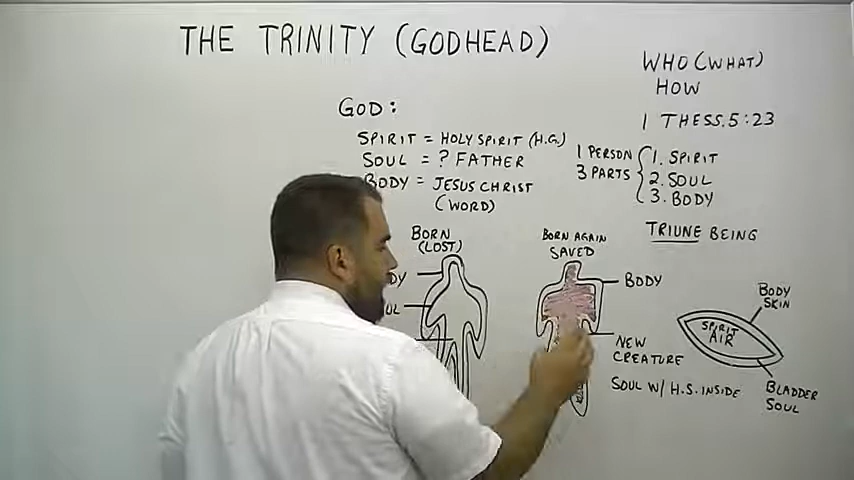 THE TRINITY (GODHEAD)
WHO (WHAT)
HOW
1 THESS. 5:23
GOD:
SPIRIT = HOLY SPIRIT (H.G.)
SOUL = ? FATHER
BODY = JESUS CHRIST
(WORD)
1 PERSON
3 PARTS
1. SPIRIT
2. SOUL
3. BODY
TRIUNE BEING
BORN
(LOST)
BORN AGAIN
SAVED
BODY
NEW
CREATURE
SOUL W/ H.S. INSIDE
BODY
SKIN
SPIRIT
AIR
BLADDER
SOUL